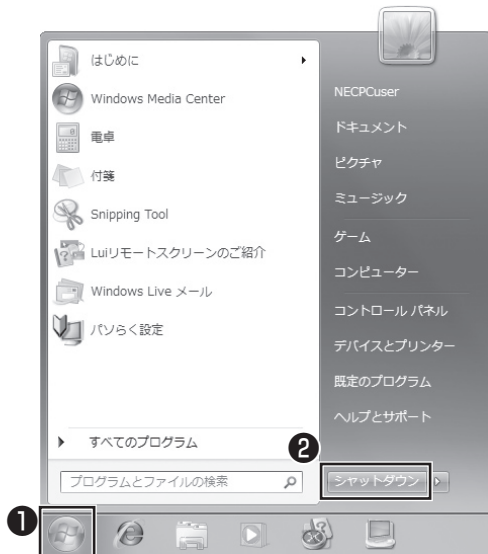 はじめに
Windows Media Center
電卓
付箋
Snipping Tool
Luiリモートスクリーンのご紹介
Windows Live メール
パソらく設定
すべてのプログラム
プログラムとファイルの検索
NECPCuser
ドキュメント
ピクチャ
ミュージック
ゲーム
コンピューター
コントロール パネル
デバイスとプリンター
既定のプログラム
ヘルプとサポート
❷
シャットダウン
❶